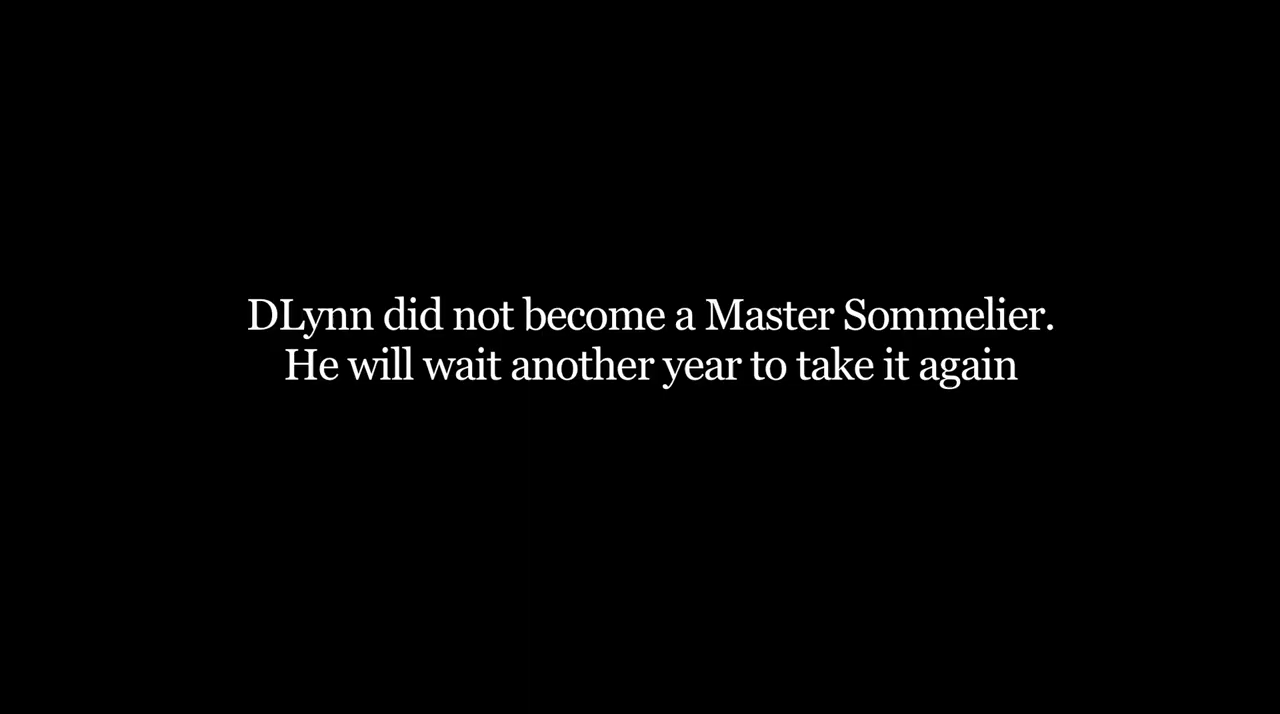 DLynn did not become a Master Sommelier.
He will wait another year to take it again